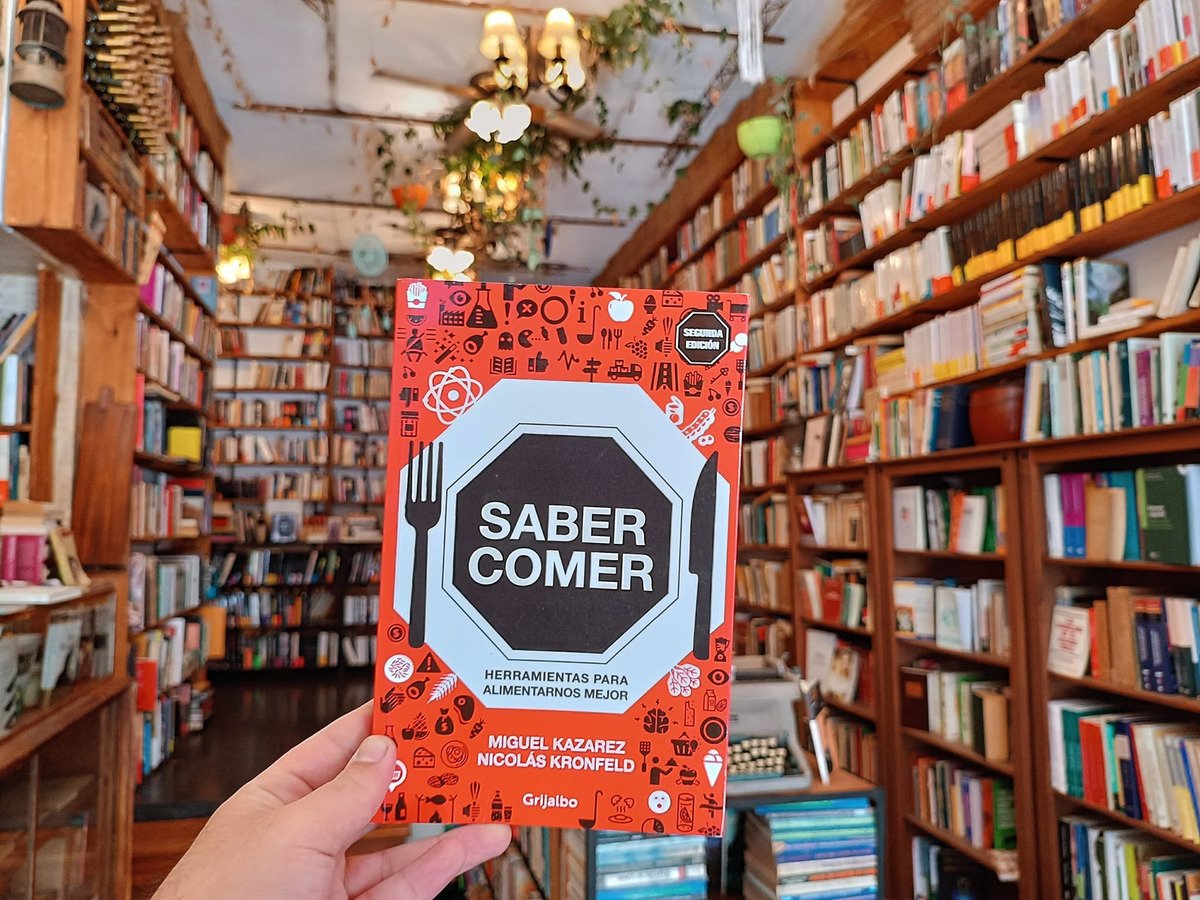 SEGUNDA
EDICIÓN
SABER
COMER
HERRAMIENTAS PARA
ALIMENTARNOS MEJOR
MIGUEL KAZAREZ
NICOLÁS KRONFELD
Grijalbo